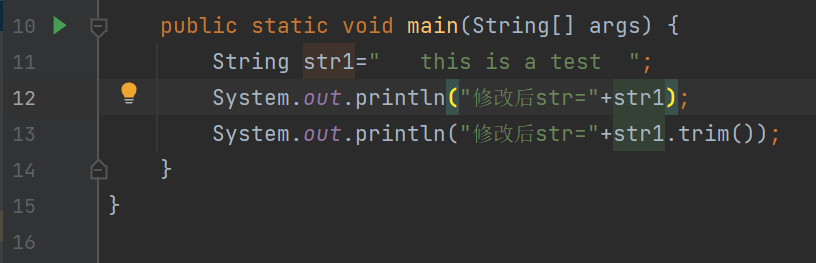 10 public static void main(String[] args) {
11 String str1="   this is a test  ";
12 System.out.println("修改后str="+str1);
13 System.out.println("修改后str="+str1.trim());
14 }
15 }
16